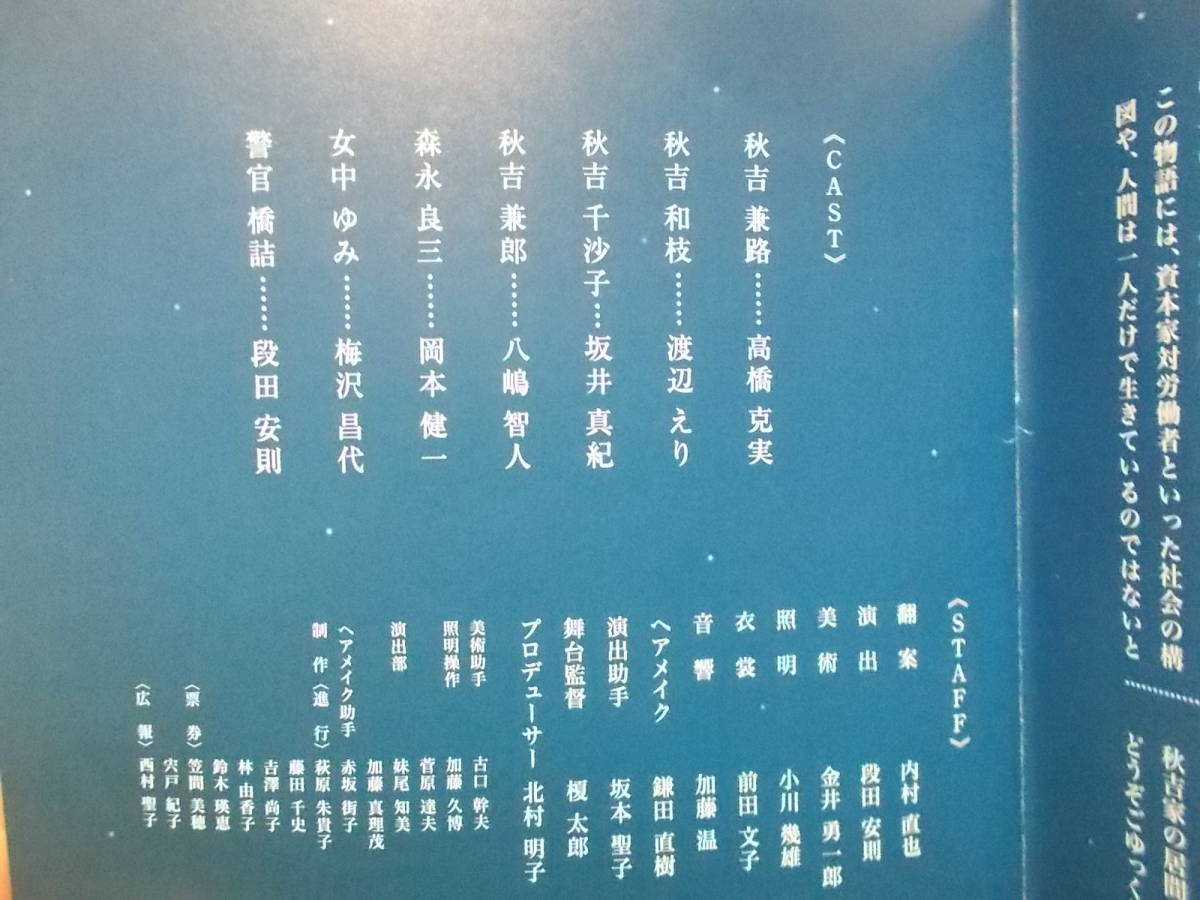 この物語には、資本家対労働者といった社会の構
図や、人間は一人だけで生きているのではないと
秋吉家の居間
どうぞごゆっく
《CAST》
秋吉 兼路……高橋 克実
秋吉 和枝……渡辺 えり
秋吉 千沙子…坂井 真紀
秋吉 兼郎……八嶋 智人
森永 良三……岡本 健一
女中 ゆみ……梅沢 昌代
警官 橋詰……段田 安則
《STAFF》
翻案 内村 直也
演出 段田 安則
美術 金井 勇一郎
照明 小川 幾雄
衣裳 前田 文子
音響 加藤 温
ヘアメイク 鎌田 直樹
演出助手 坂本 聖子
舞台監督 榎 太郎
プロデューサー 北村 明子
美術助手 古口 幹夫
照明操作 加藤 久博
菅原 達夫
演出部 妹尾 知美
加藤 真理茂
ヘアメイク助手 赤坂 街子
制作〈進行〉 萩原 朱貴子
藤田 千史
吉澤 尚子
林 由香子
鈴木 瑛恵
〈票券〉 笠間 美穂
宍戸 紀子
〈広報〉 西村 聖子